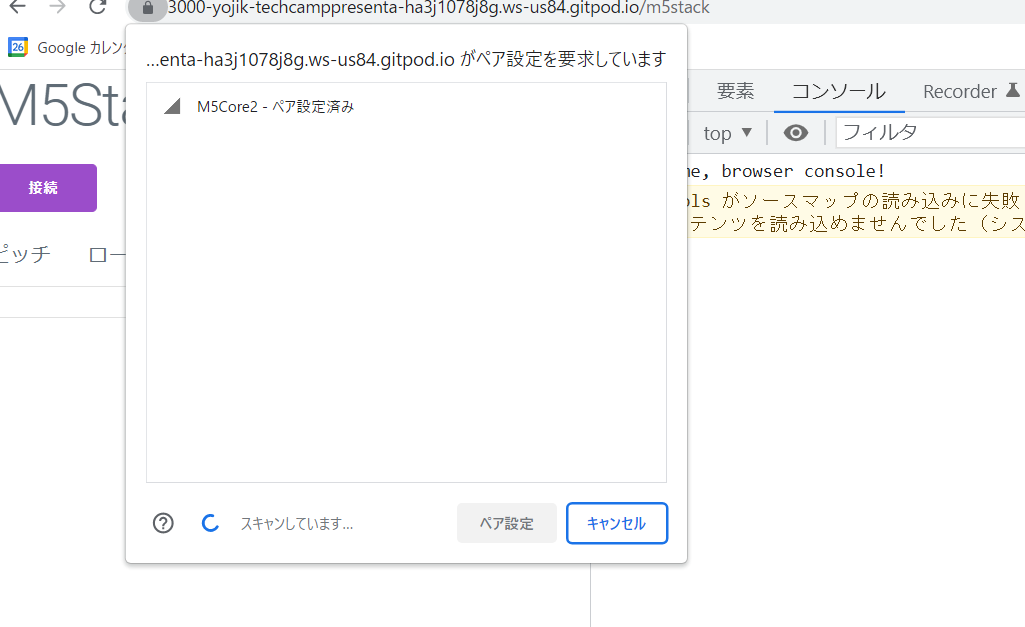 3000-yojik-techcamppresenta-ha3j1078j8g.ws-us84.gitpod.io/m5stack
26 Google カレン
M5Sta
接続
ピッチ ロー
...enta-ha3j1078j8g.ws-us84.gitpod.io がペア設定を要求しています
M5Core2 - ペア設定済み
スキャンしています...
ペア設定 キャンセル
要素 コンソール Recorder
top ▼ フィルタ
me, browser console!
ols がソースマップの読み込みに失敗
テンツを読み込めませんでした（シス